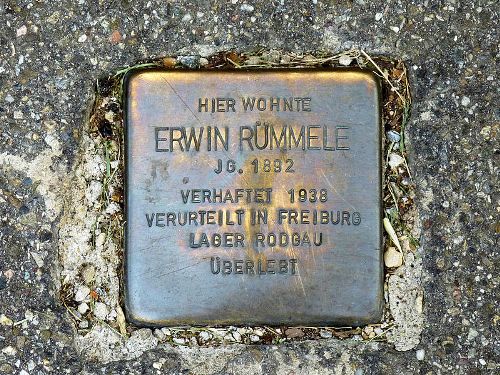 HIER WOHNTE
ERWIN RÜMMELE
JG. 1892
VERHAFTET 1938
VERURTEILT IN FREIBURG
LAGER RODGAU
ÜBERLEBT